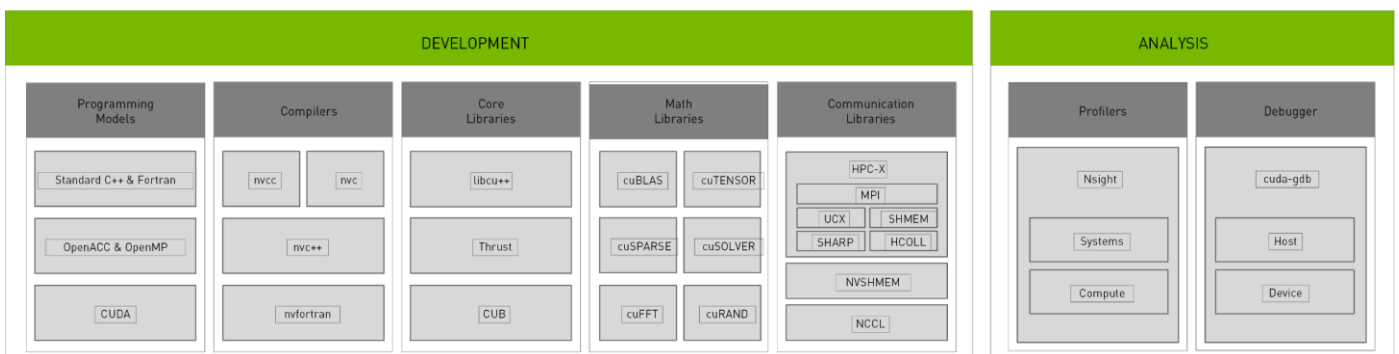 DEVELOPMENT
Programming
Models
Standard C++ & Fortran
OpenACC & OpenMP
CUDA
Compilers
nvcc
nvc
nvc++
nvfortran
Core
Libraries
libcu++
Thrust
CUB
Math
Libraries
cuBLAS
cuTENSOR
cuSPARSE
cuSOLVER
cuFFT
cuRAND
Communication
Libraries
HPC-X
MPI
UCX
SHMEM
SHARP
HCOLL
NVSHMEM
NCCL
ANALYSIS
Profilers
Nsight
Systems
Compute
Debugger
cuda-gdb
Host
Device